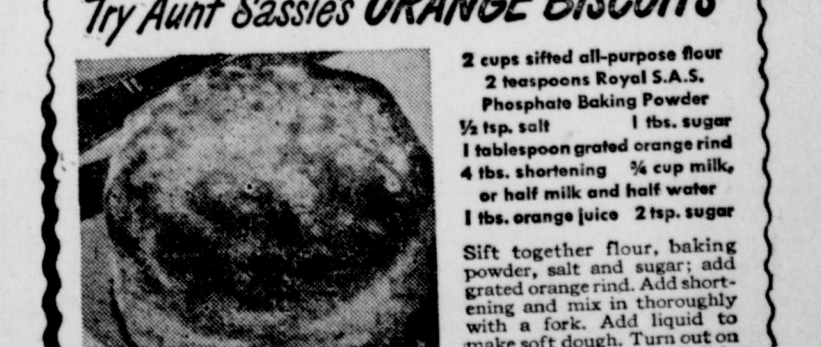 Try Aunt Sassie's ORANGE BISCUITS
2 cups sifted all-purpose flour
2 teaspoons Royal S.A.S.
Phosphate Baking Powder
½ tsp. salt 1 tbs. sugar
1 tablespoon grated orange rind
4 tbs. shortening ¾ cup milk,
or half milk and half water
1 tbs. orange juice 2 tsp. sugar
Sift together flour, baking
powder, salt and sugar; add
grated orange rind. Add short-
ening and mix in thoroughly
with a fork. Add liquid to
make soft dough. Turn out on